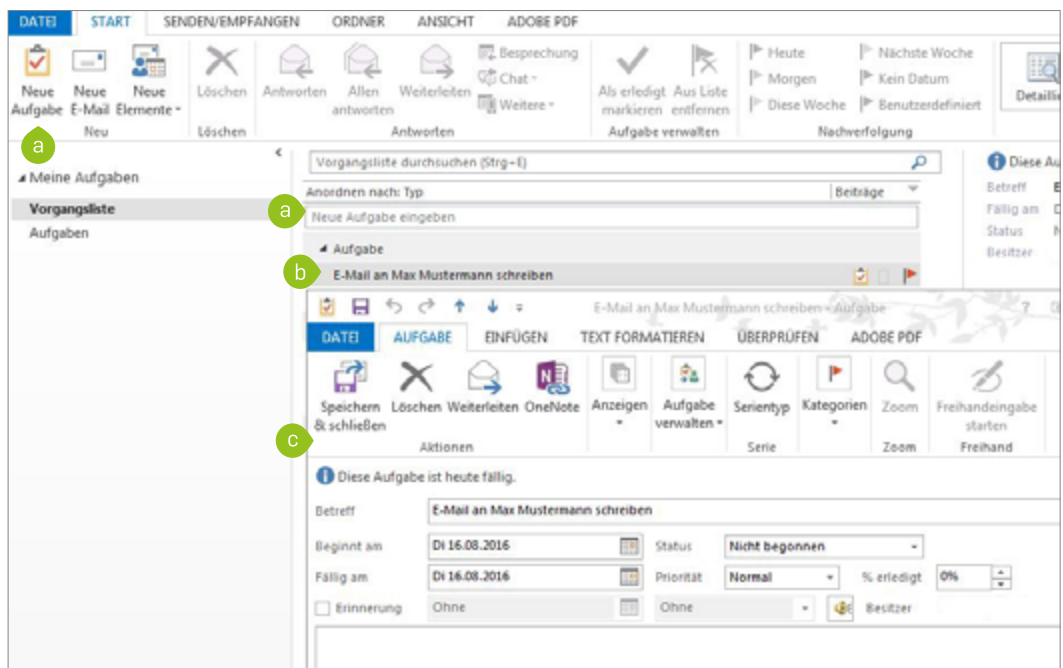 DATEI START SENDEN/EMPFANGEN ORDNER ANSICHT ADOBE PDF
Neue Aufgabe
Neue E-Mail
Neue Elemente
Neu
Löschen
Löschen
Antworten
Allen antworten
Weiterleiten
Besprechung
Chat
Weitere
Antworten
Als erledigt markieren
Aus Liste entfernen
Aufgabe verwalten
Heute
Morgen
Diese Woche
Nächste Woche
Kein Datum
Benutzerdefiniert
Nachverfolgung
Detaillie
a
Meine Aufgaben
Vorgangsliste
Aufgaben
Vorgangsliste durchsuchen (Strg+E)
Anordnen nach: Typ Beiträge
a
Neue Aufgabe eingeben
Aufgabe
b
E-Mail an Max Mustermann schreiben
Diese Au
Betreff E
Fällig am D
Status N
Besitzer
E-Mail an Max Mustermann schreiben - Aufgabe ?
DATEI AUFGABE EINFÜGEN TEXT FORMATIEREN ÜBERPRÜFEN ADOBE PDF
Speichern & schließen
Löschen
Weiterleiten
OneNote
Aktionen
Anzeigen
Aufgabe verwalten
Serientyp
Serie
Kategorien
Zoom
Zoom
Freihandeingabe starten
Freihand
c
Diese Aufgabe ist heute fällig.
Betreff E-Mail an Max Mustermann schreiben
Beginnt am Di 16.08.2016 Status Nicht begonnen
Fällig am Di 16.08.2016 Priorität Normal % erledigt 0%
Erinnerung Ohne Ohne Besitzer